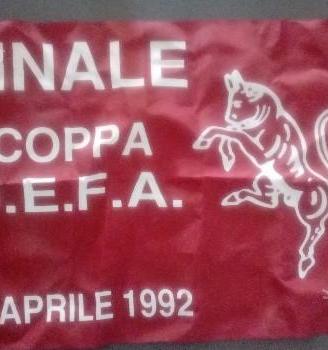 INALE
COPPA
.E.F.A.
APRILE 1992